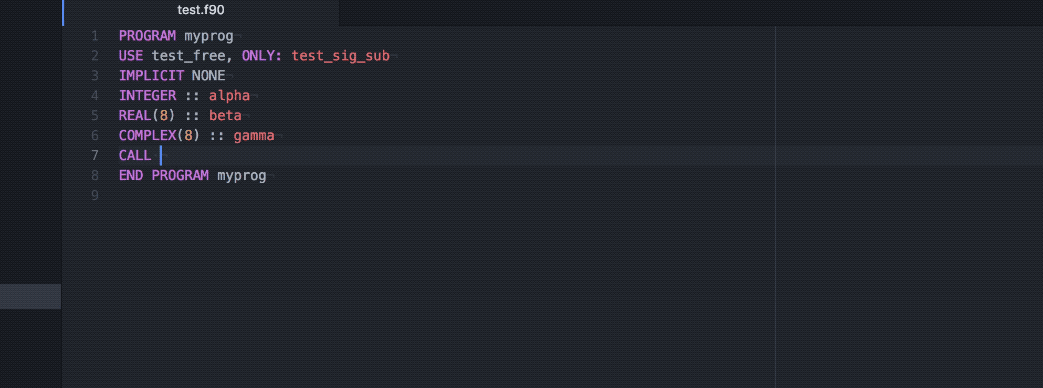 test.f90
1 PROGRAM myprog
2 USE test_free, ONLY: test_sig_sub
3 IMPLICIT NONE
4 INTEGER :: alpha
5 REAL(8) :: beta
6 COMPLEX(8) :: gamma
7 CALL
8 END PROGRAM myprog
9